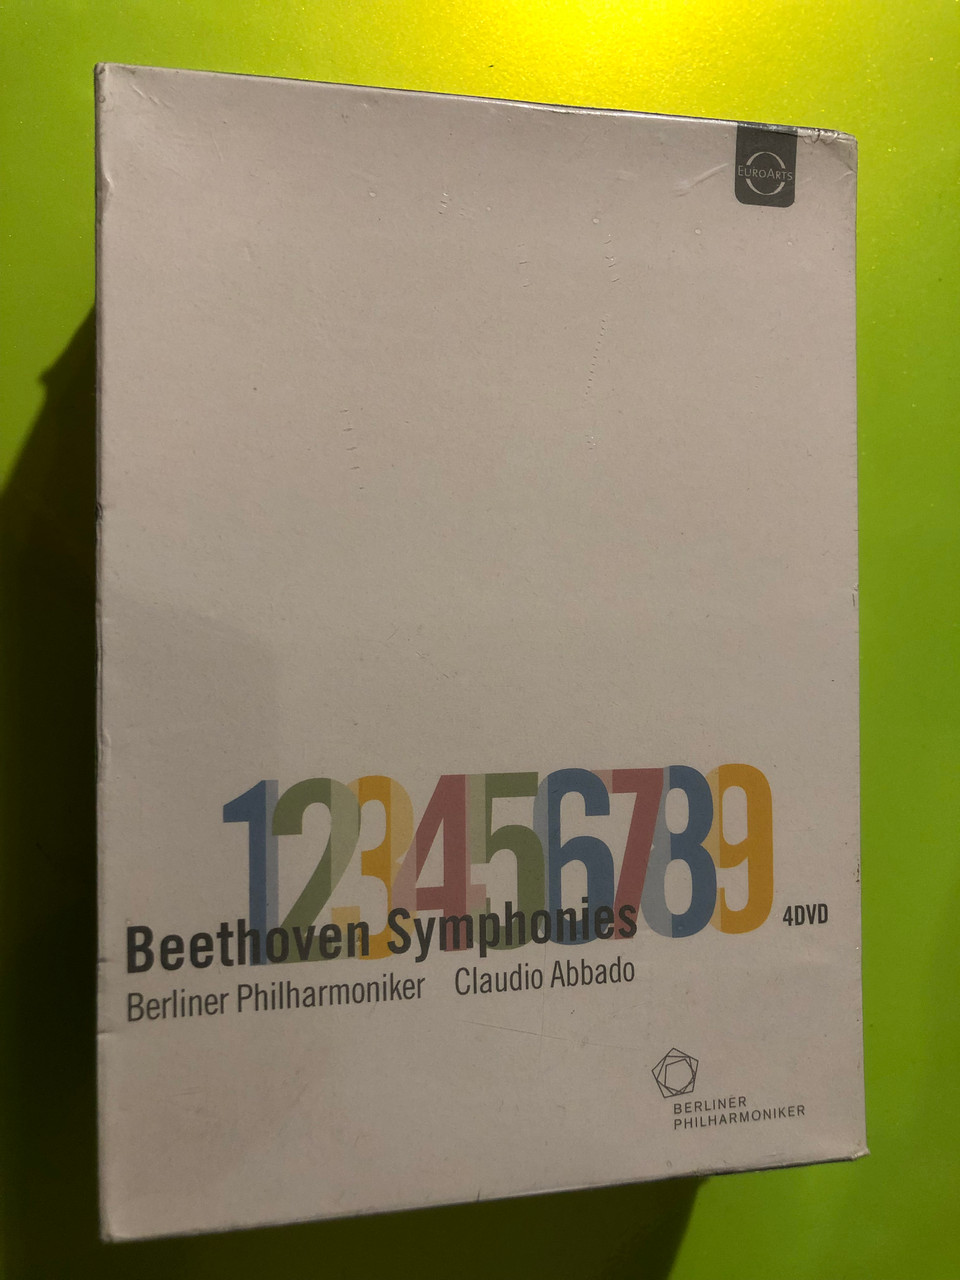 EUROARTS
123456789
4DVD
Beethoven Symphonies
Berliner Philharmoniker Claudio Abbado
BERLINER
PHILHARMONIKER